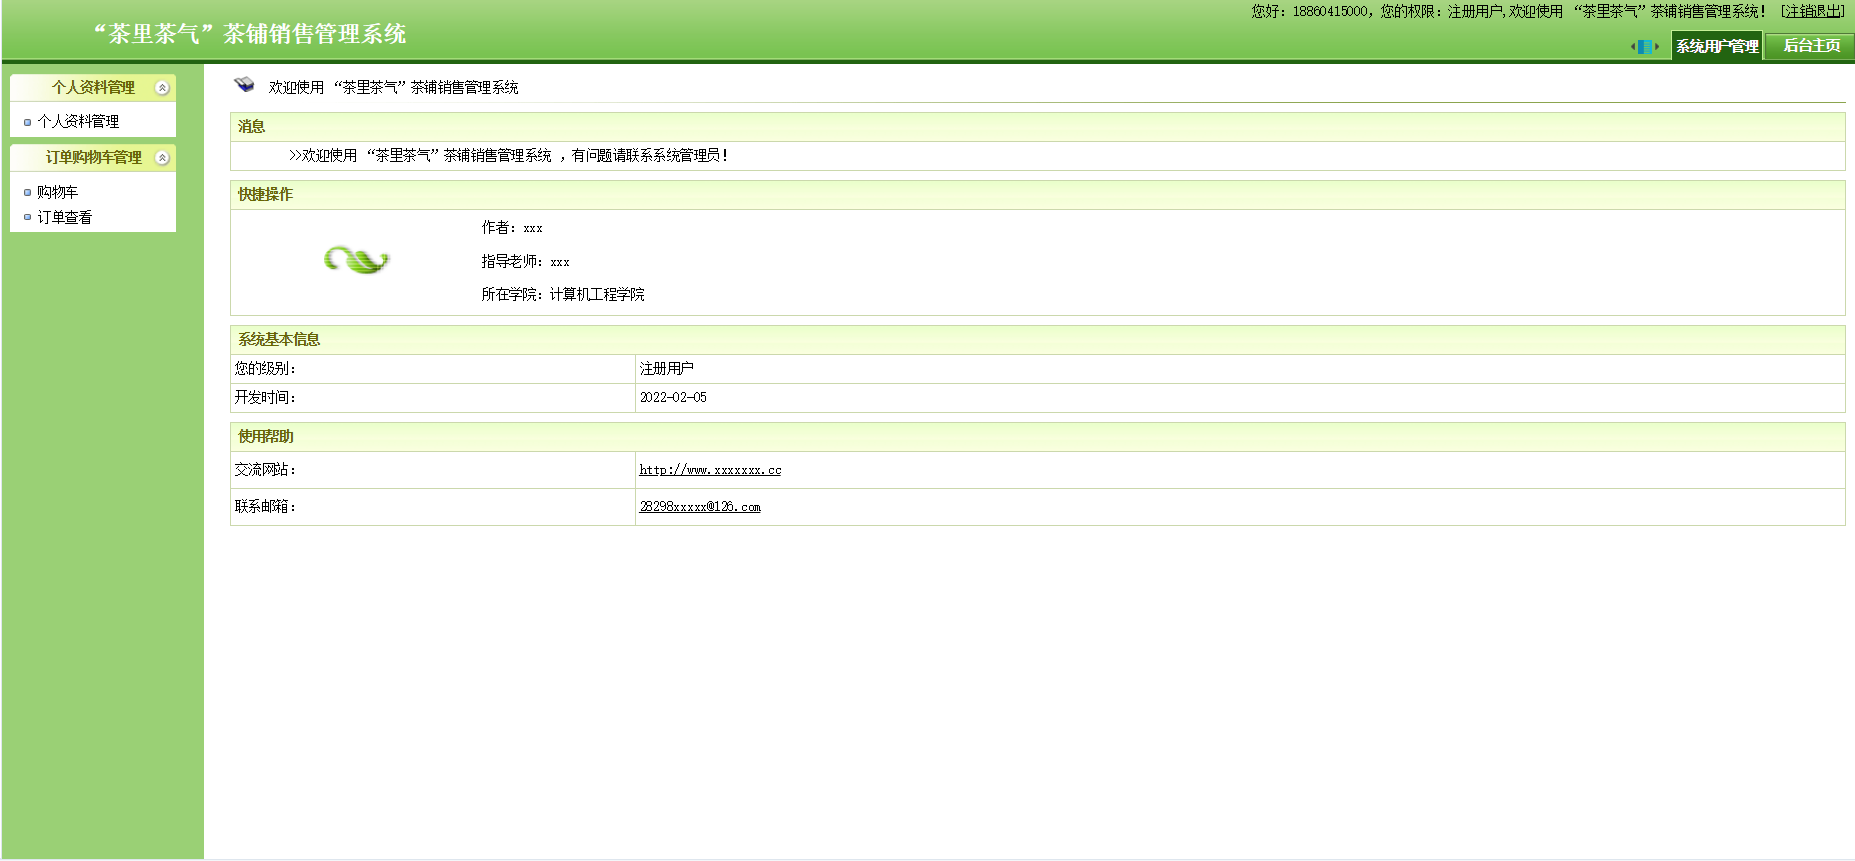 您好：18860415000，您的权限：注册用户,欢迎使用 “茶里茶气”茶铺销售管理系统！ [注销退出]
“茶里茶气”茶铺销售管理系统
系统用户管理 后台主页
个人资料管理
个人资料管理
订单购物车管理
购物车
订单查看
欢迎使用 “茶里茶气”茶铺销售管理系统
消息
>>欢迎使用 “茶里茶气”茶铺销售管理系统 ，有问题请联系系统管理员！
快捷操作
作者：xxx
指导老师：xxx
所在学院：计算机工程学院
系统基本信息
您的级别： 注册用户
开发时间： 2022-02-05
使用帮助
交流网站： http://www.xxxxxxx.cc
联系邮箱： 28298xxxxx@126.com